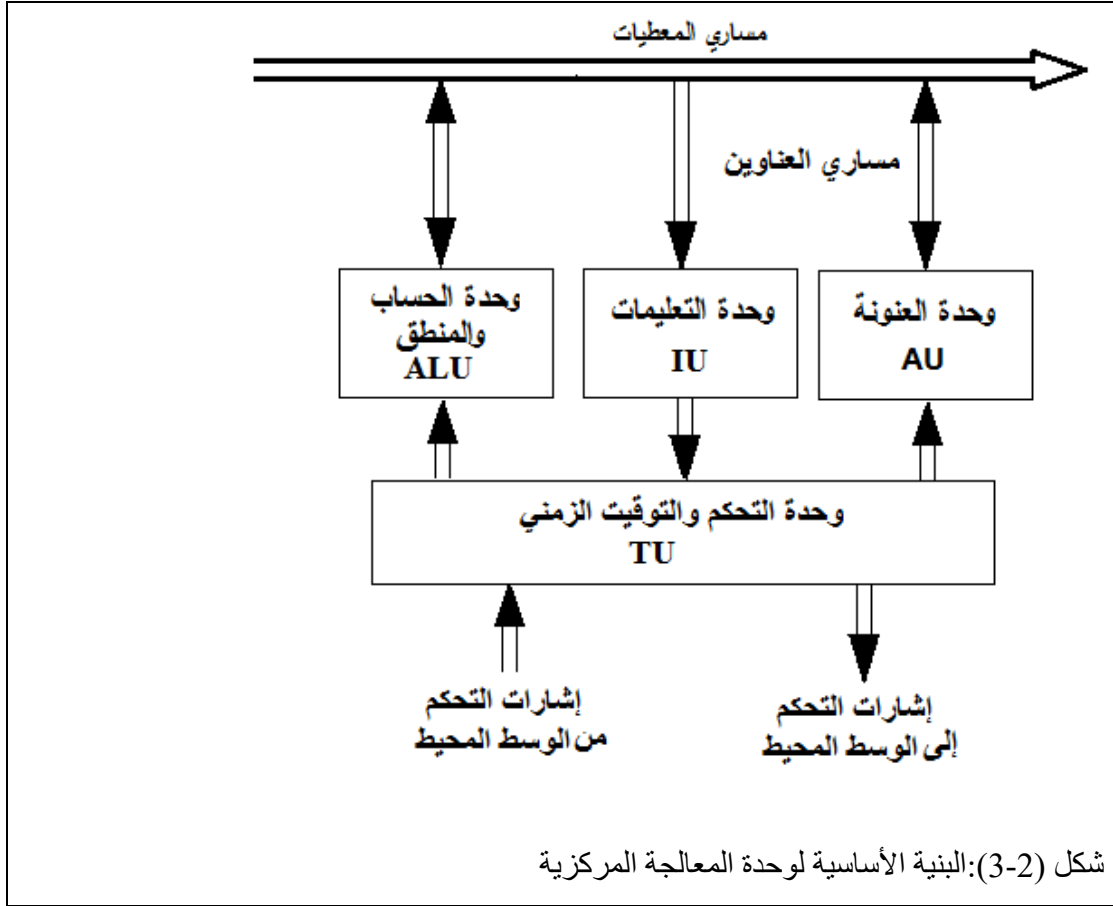 مساري المعطيات
مساري العناوين
وحدة الحساب
والمنطق
ALU
وحدة التعليمات
IU
وحدة العنونة
AU
وحدة التحكم والتوقيت الزمني
TU
إشارات التحكم
من الوسط المحيط
إشارات التحكم
إلى الوسط المحيط
شكل (2-3):البنية الأساسية لوحدة المعالجة المركزية